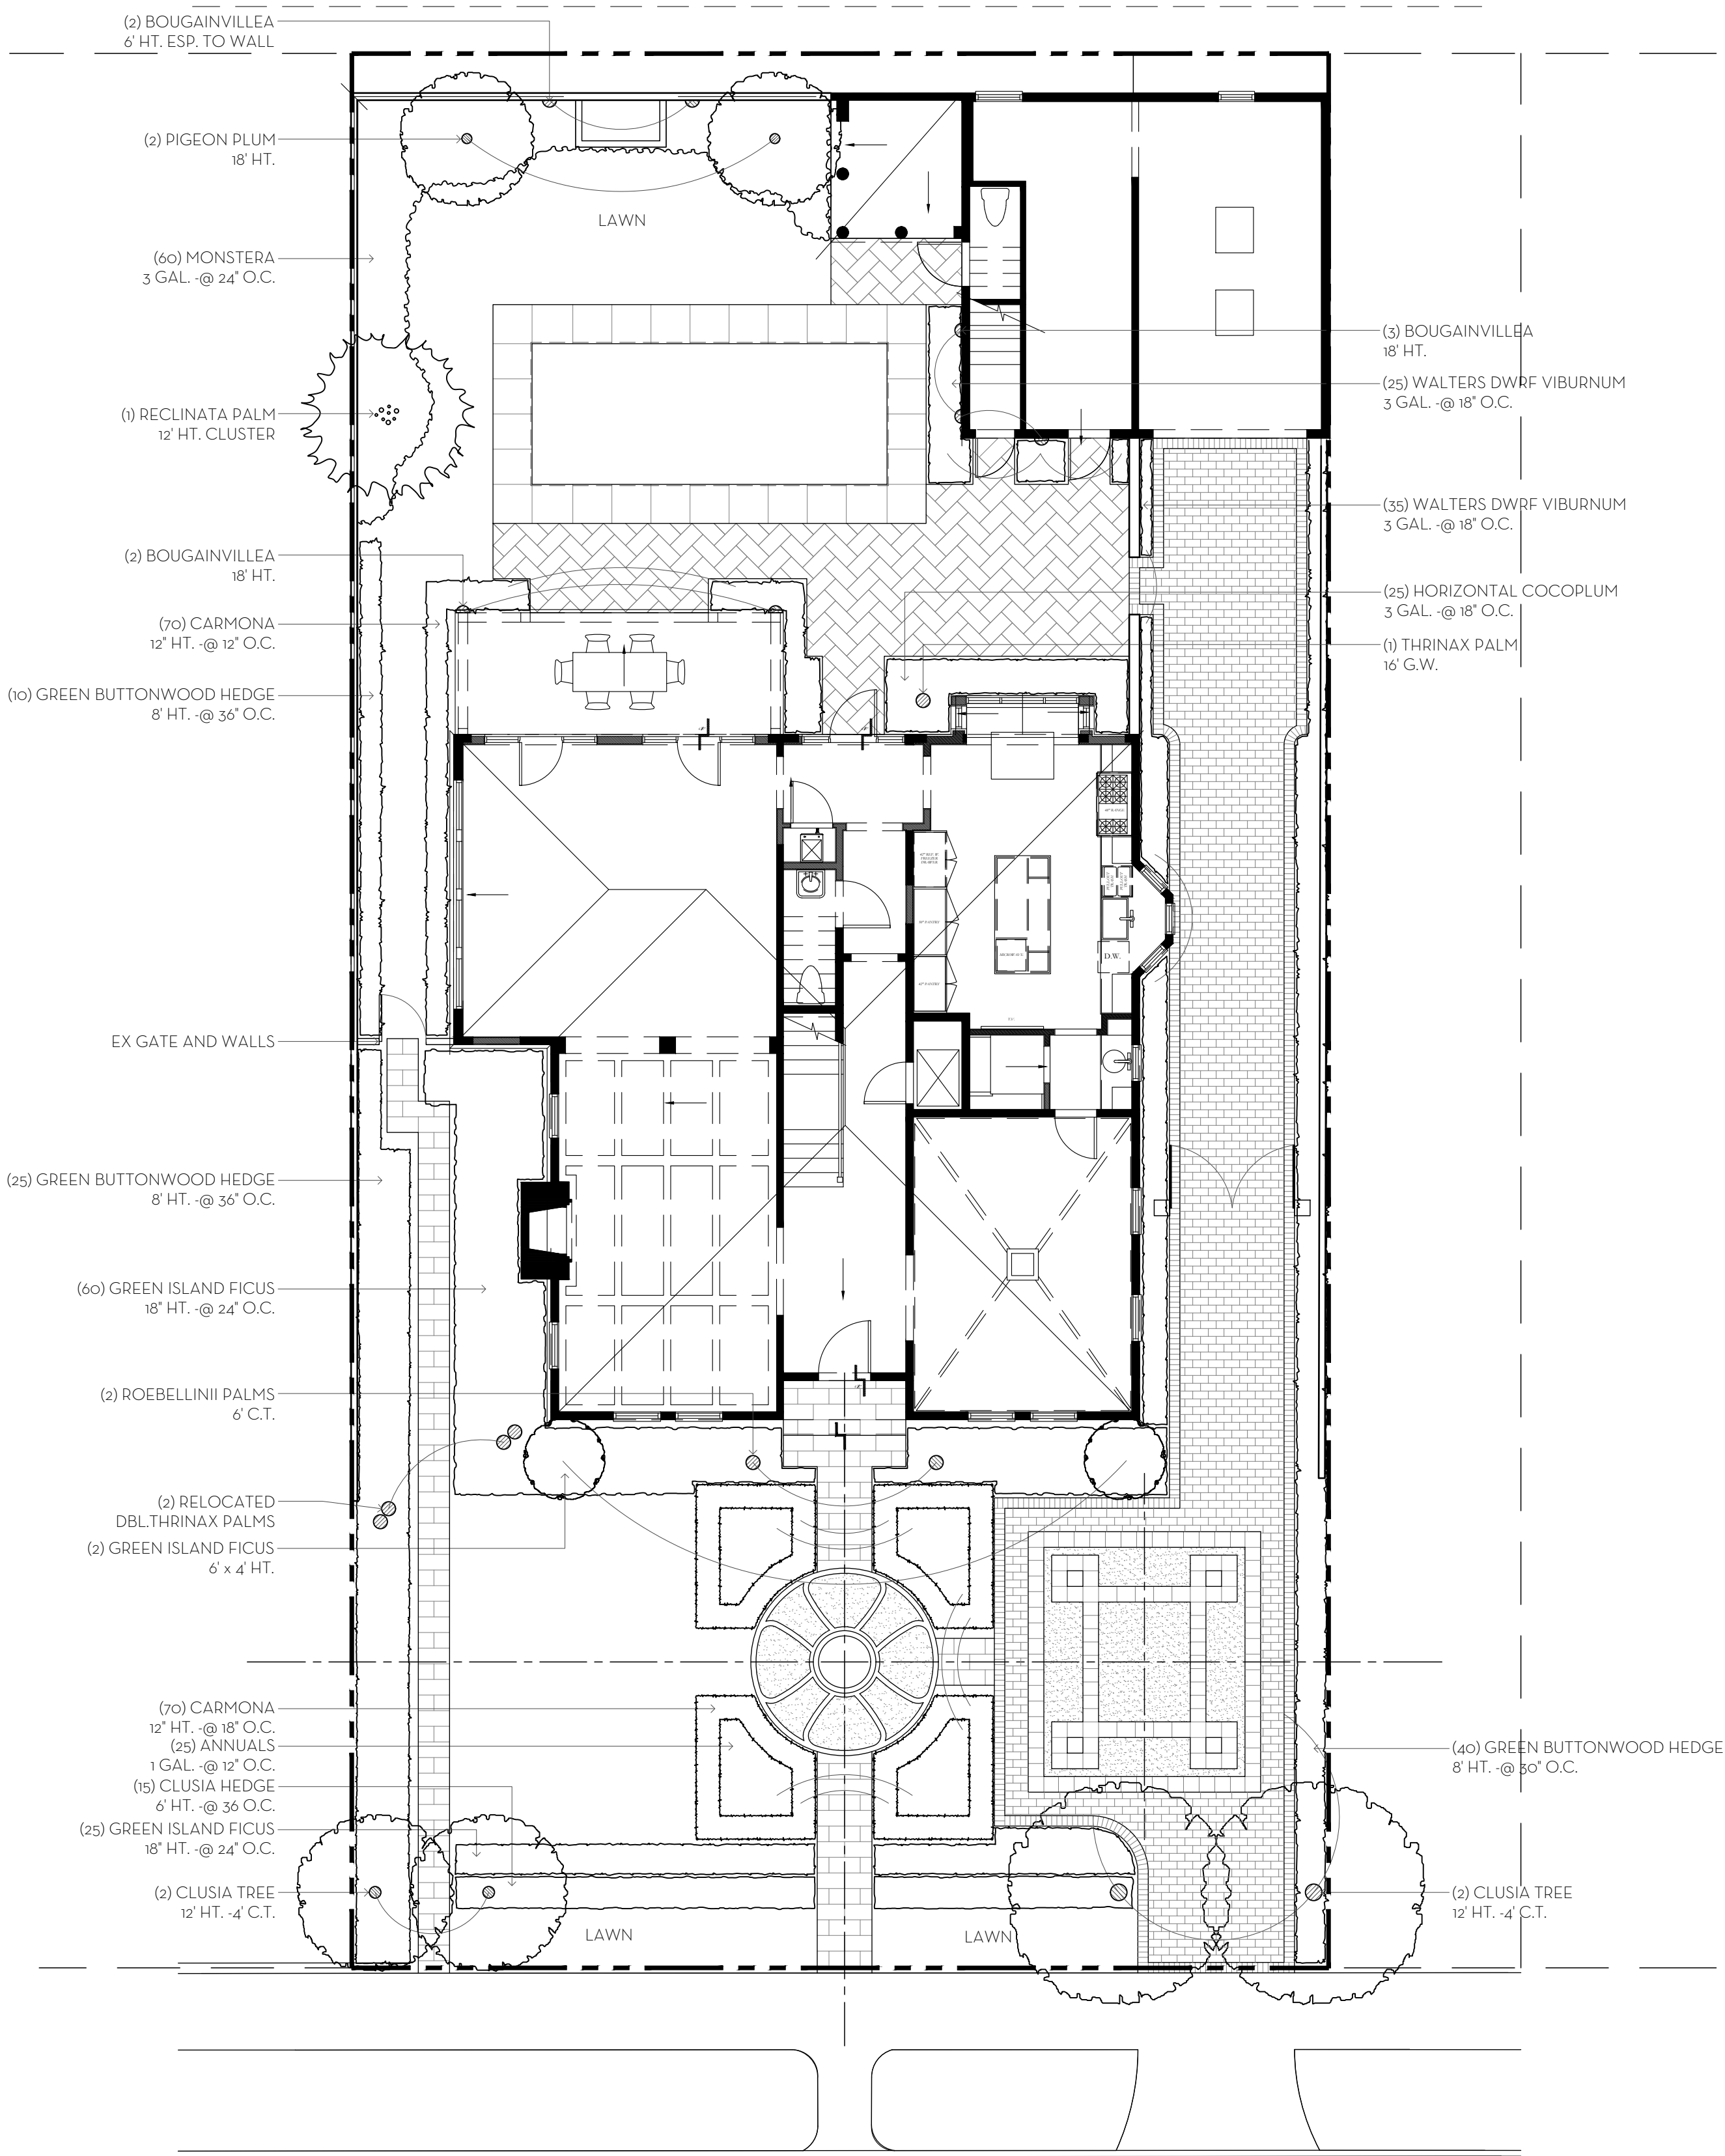 (2) BOUGAINVILLEA
6' HT. ESP. TO WALL
(2) PIGEON PLUM
18' HT.
LAWN
(60) MONSTERA
3 GAL. -@ 24" O.C.
(3) BOUGAINVILLEA
18' HT.
(25) WALTERS DWRF VIBURNUM
3 GAL. -@ 18" O.C.
(1) RECLINATA PALM
12' HT. CLUSTER
(35) WALTERS DWRF VIBURNUM
3 GAL. -@ 18" O.C.
(2) BOUGAINVILLEA
18' HT.
(25) HORIZONTAL COCOPLUM
3 GAL. -@ 18" O.C.
(70) CARMONA
12" HT. -@ 12" O.C.
(1) THRINAX PALM
16' G.W.
(10) GREEN BUTTONWOOD HEDGE
8' HT. -@ 36" O.C.
D.W.
EX GATE AND WALLS
(25) GREEN BUTTONWOOD HEDGE
8' HT. -@ 36" O.C.
(60) GREEN ISLAND FICUS
18" HT. -@ 24" O.C.
(2) ROEBELLINII PALMS
6' C.T.
(2) RELOCATED
DBL.THRINAX PALMS
(2) GREEN ISLAND FICUS
6' x 4' HT.
(70) CARMONA
12" HT. -@ 18" O.C.
(25) ANNUALS
1 GAL. -@ 12" O.C.
(15) CLUSIA HEDGE
6' HT. -@ 36 O.C.
(25) GREEN ISLAND FICUS
18" HT. -@ 24" O.C.
(40) GREEN BUTTONWOOD HEDGE
8' HT. -@ 30" O.C.
(2) CLUSIA TREE
12' HT. -4' C.T.
(2) CLUSIA TREE
12' HT. -4' C.T.
LAWN
LAWN